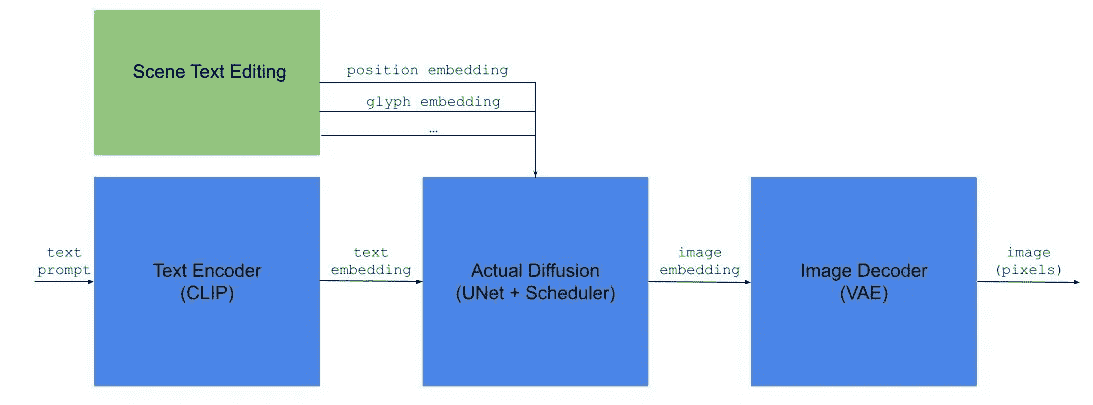 Scene Text Editing
position embedding
glyph embedding
…
text
prompt
Text Encoder
(CLIP)
text
embedding
Actual Diffusion
(UNet + Scheduler)
image
embedding
Image Decoder
(VAE)
image
(pixels)